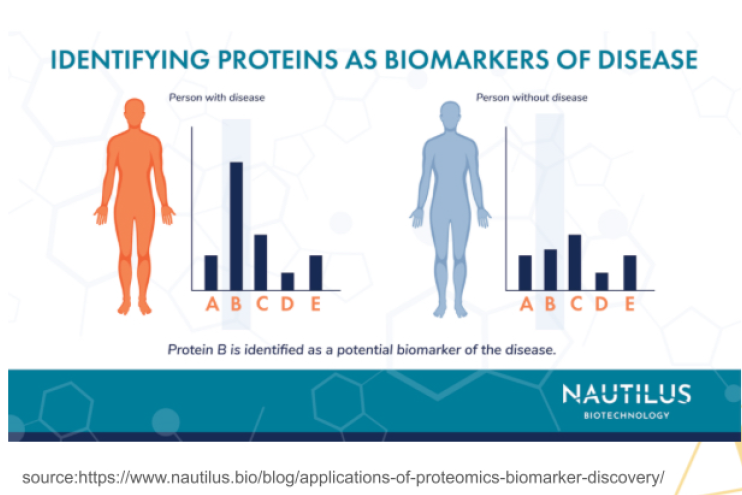 IDENTIFYING PROTEINS AS BIOMARKERS OF DISEASE
Person with disease
Person without disease
A B C D E
A B C D E
Protein B is identified as a potential biomarker of the disease.
NAUTILUS
BIOTECHNOLOGY
source:https://www.nautilus.bio/blog/applications-of-proteomics-biomarker-discovery/